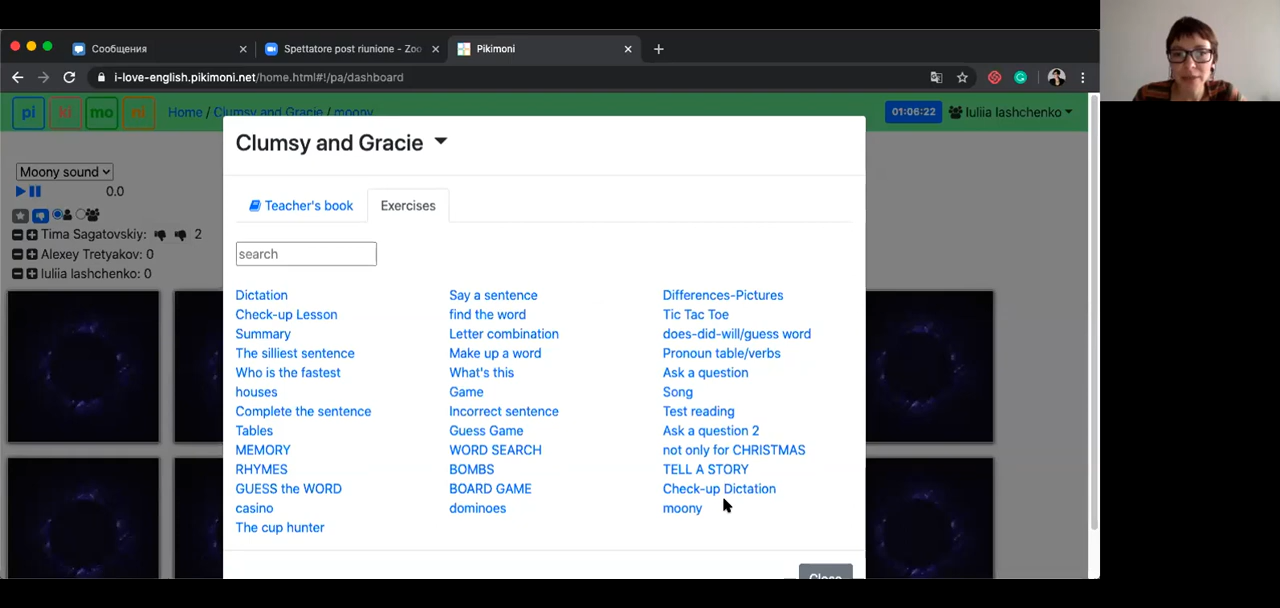 Сообщения
Spettatore post riunione - Zoo
Pikimoni
i-love-english.pikimoni.net/home.html#!/pa/dashboard
pi ki mo ni Home / Clumsy and Gracie / moony 01:06:22 Iuliia Iashchenko
Clumsy and Gracie
Moony sound
0.0
Teacher's book Exercises
Tima Sagatovskiy: 2
Alexey Tretyakov: 0
Iuliia Iashchenko: 0
search
Dictation Say a sentence Differences-Pictures
Check-up Lesson find the word Tic Tac Toe
Summary Letter combination does-did-will/guess word
The silliest sentence Make up a word Pronoun table/verbs
Who is the fastest What's this Ask a question
houses Game Song
Complete the sentence Incorrect sentence Test reading
Tables Guess Game Ask a question 2
MEMORY WORD SEARCH not only for CHRISTMAS
RHYMES BOMBS TELL A STORY
GUESS the WORD BOARD GAME Check-up Dictation
casino dominoes moony
The cup hunter
Close